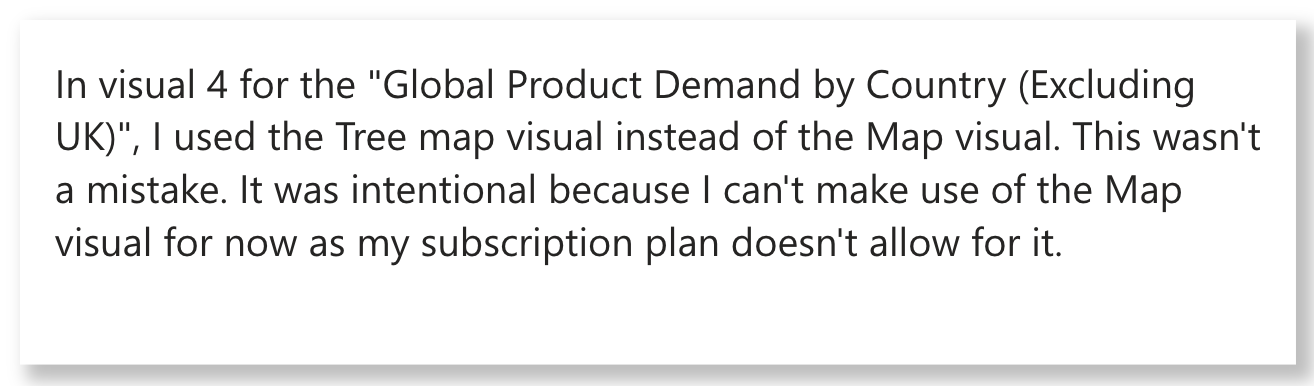 In visual 4 for the "Global Product Demand by Country (Excluding
UK)", I used the Tree map visual instead of the Map visual. This wasn't
a mistake. It was intentional because I can't make use of the Map
visual for now as my subscription plan doesn't allow for it.